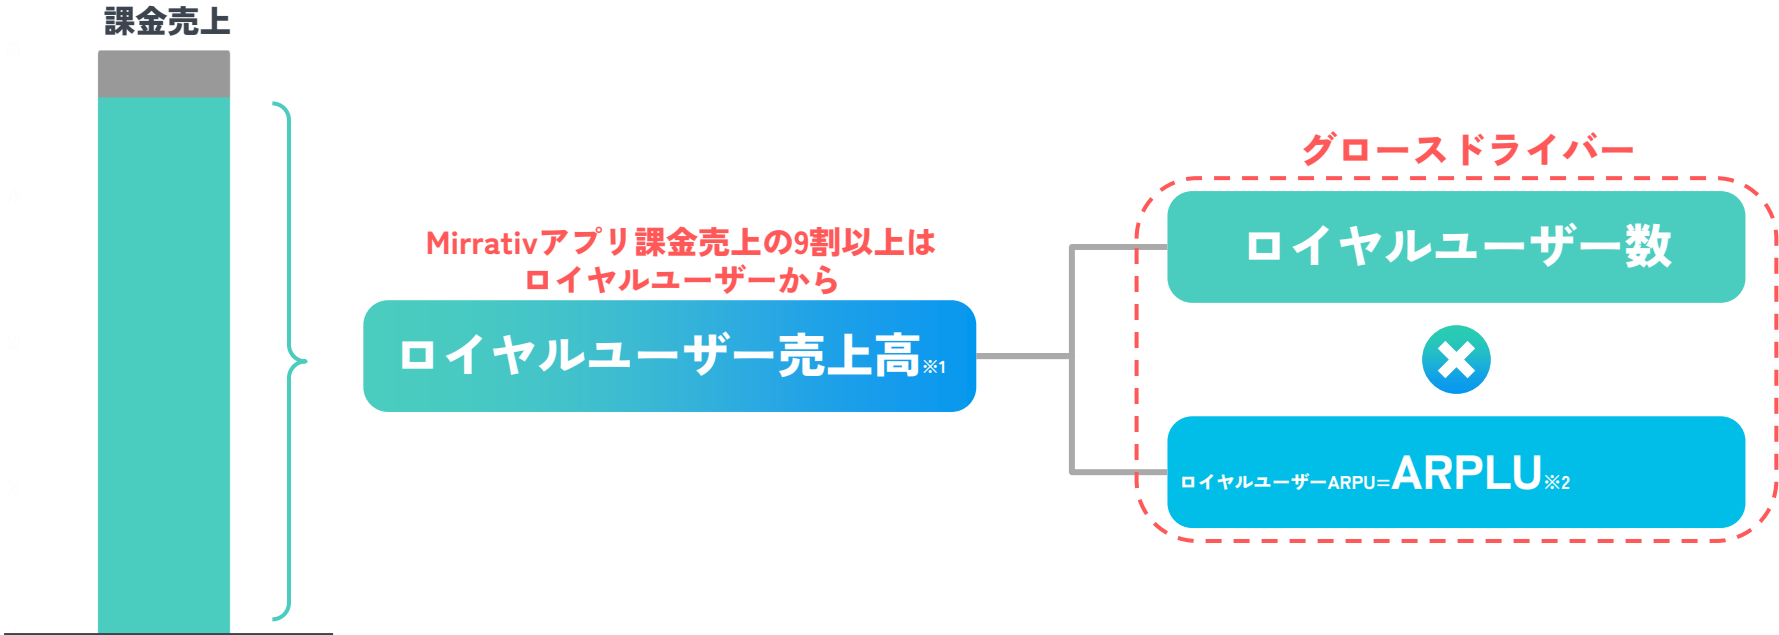 課金売上
Mirrativアプリ課金売上の9割以上は
ロイヤルユーザーから
ロイヤルユーザー売上高※1
グロースドライバー
ロイヤルユーザー数
ロイヤルユーザーARPU=ARPLU※2